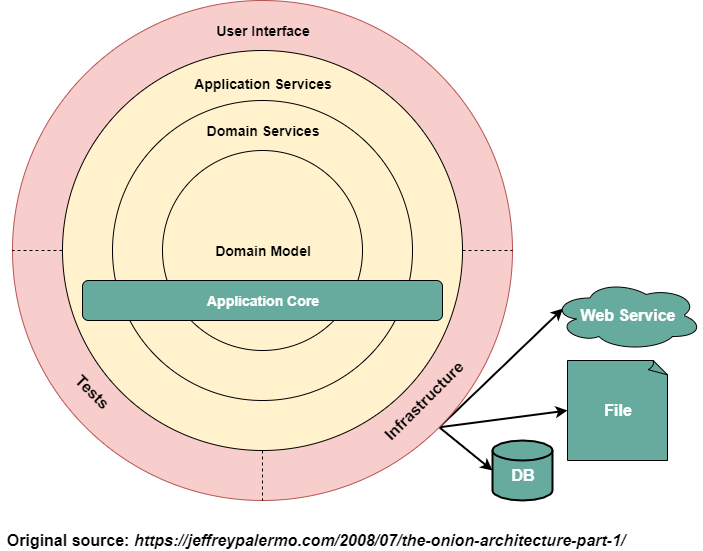 User Interface
Application Services
Domain Services
Domain Model
Application Core
Tests
Infrastructure
Web Service
File
DB
Original source: https://jeffreypalermo.com/2008/07/the-onion-architecture-part-1/